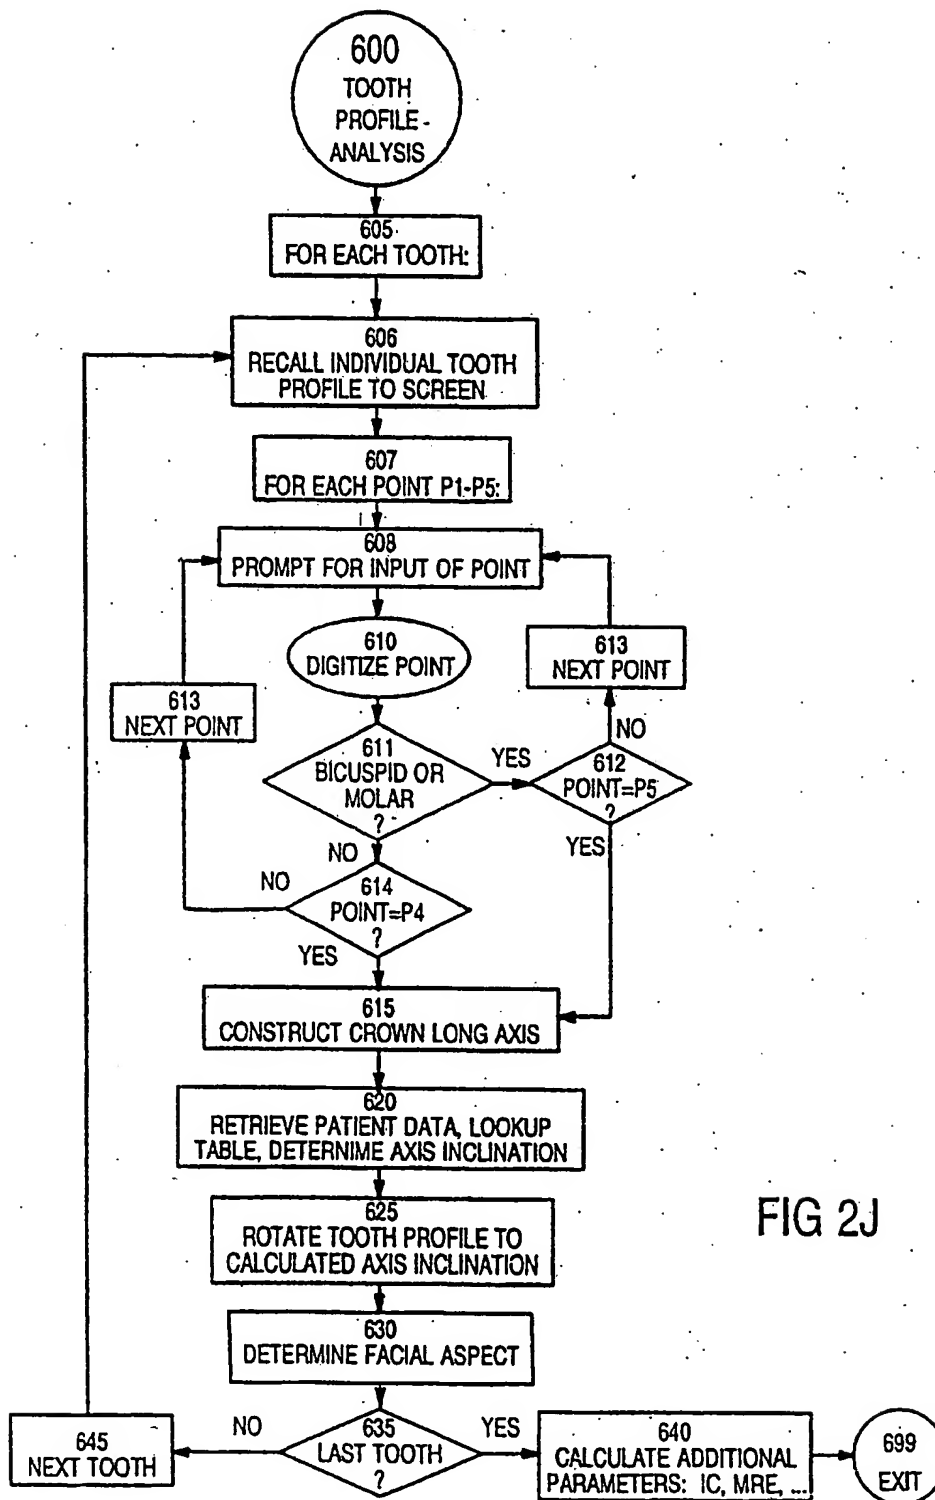 600
TOOTH
PROFILE-
ANALYSIS
605
FOR EACH TOOTH:
606
RECALL INDIVIDUAL TOOTH
PROFILE TO SCREEN
607
FOR EACH POINT P1-P5:
608
PROMPT FOR INPUT OF POINT
610
DIGITIZE POINT
613
NEXT POINT
613
NEXT POINT
611
BICUSPID OR
MOLAR
?
YES
NO
612
POINT=P5
?
NO
YES
614
POINT=P4
?
NO
YES
615
CONSTRUCT CROWN LONG AXIS
620
RETRIEVE PATIENT DATA, LOOKUP
TABLE, DETERNIME AXIS INCLINATION
625
ROTATE TOOTH PROFILE TO
CALCULATED AXIS INCLINATION
FIG 2J
630
DETERMINE FACIAL ASPECT
635
LAST TOOTH
?
NO
YES
645
NEXT TOOTH
640
CALCULATE ADDITIONAL
PARAMETERS: IC, MRE, ...
699
EXIT